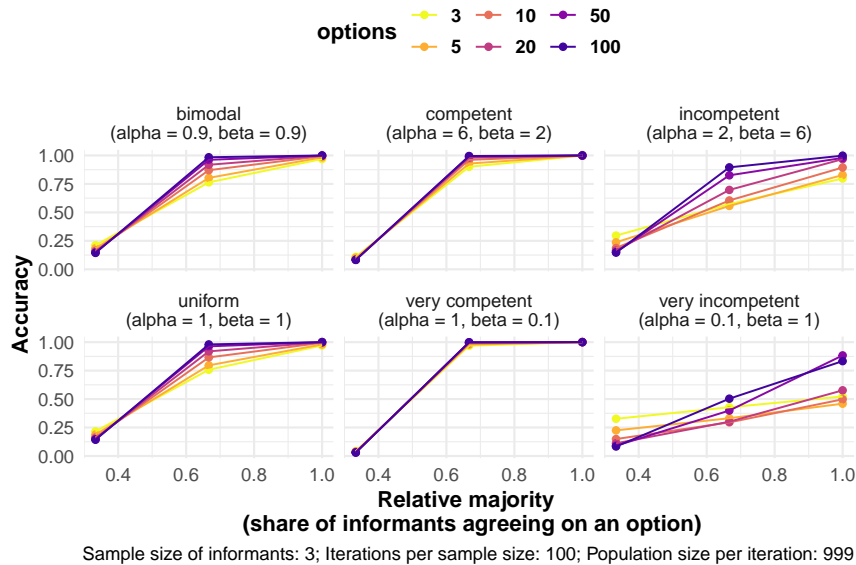 options
3 10 50
5 20 100
bimodal
(alpha = 0.9, beta = 0.9)
competent
(alpha = 6, beta = 2)
incompetent
(alpha = 2, beta = 6)
1.00
0.75
0.50
0.25
0.00
uniform
(alpha = 1, beta = 1)
very competent
(alpha = 1, beta = 0.1)
very incompetent
(alpha = 0.1, beta = 1)
1.00
0.75
0.50
0.25
0.00
Accuracy
0.4 0.6 0.8 1.0
0.4 0.6 0.8 1.0
0.4 0.6 0.8 1.0
Relative majority
(share of informants agreeing on an option)
Sample size of informants: 3; Iterations per sample size: 100; Population size per iteration: 999